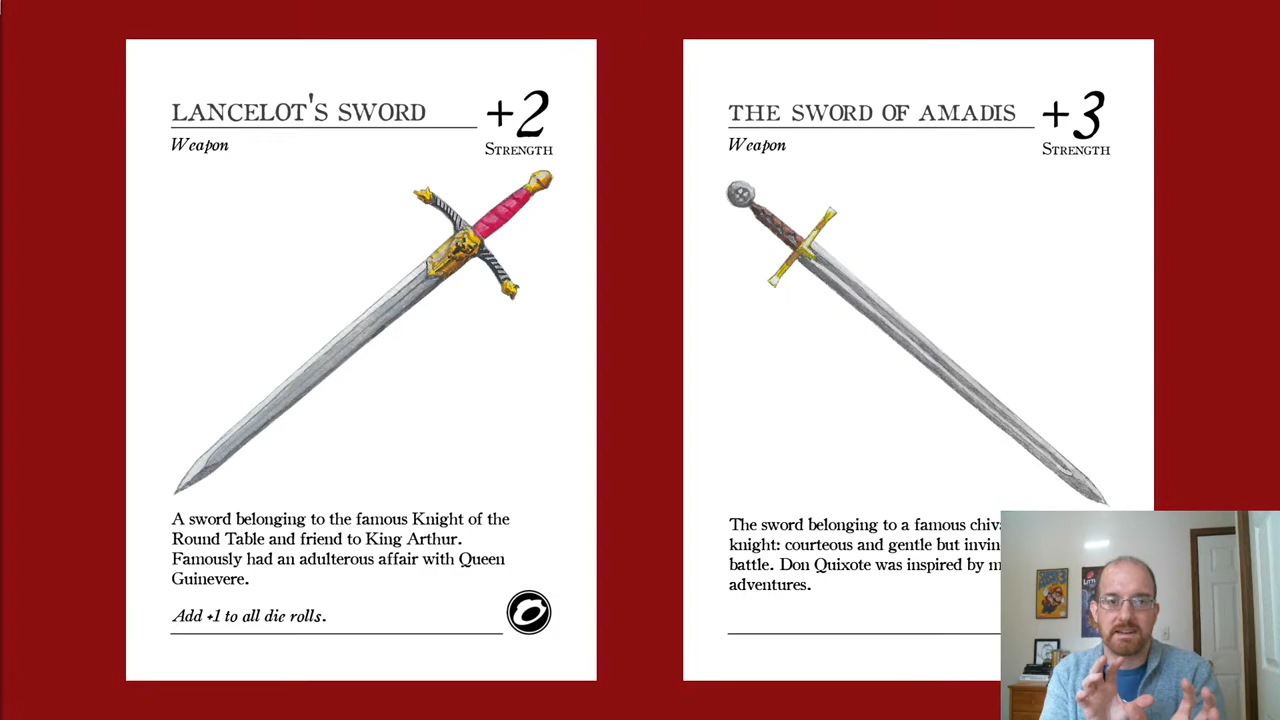 LANCELOT'S SWORD
+2
Weapon
STRENGTH
A sword belonging to the famous Knight of the
Round Table and friend to King Arthur.
Famously had an adulterous affair with Queen
Guinevere.
Add +1 to all die rolls.
THE SWORD OF AMADIS
+3
Weapon
STRENGTH
The sword belonging to a famous
knight: courteous and gentle but
battle. Don Quixote was inspired by
adventures.